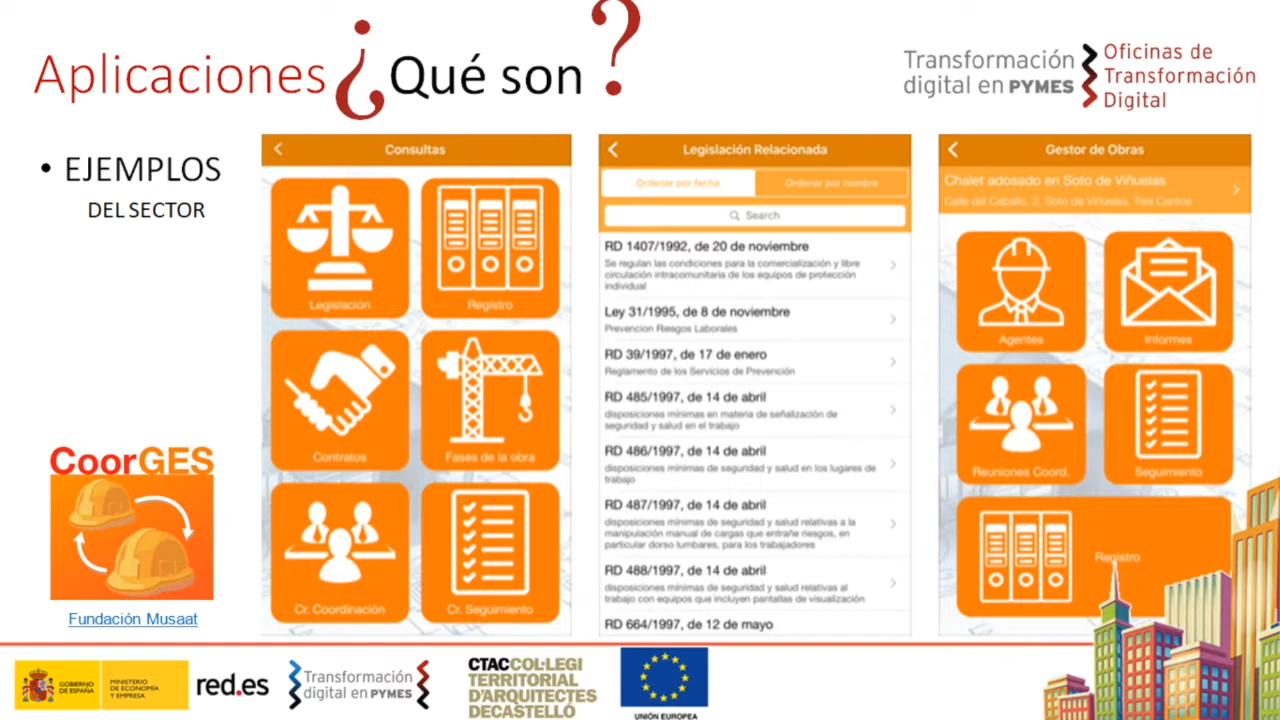 Aplicaciones ¿Qué son?
Transformación
digital en PYMES
Oficinas de
Transformación
Digital
• EJEMPLOS
DEL SECTOR
CoorGES
Fundación Musaat
Consultas
Legislación
Registro
Contratos
Fases de la obra
Cr. Coordinación
Cr. Seguimiento
Legislación Relacionada
Ordenar por fecha
Ordenar por nombre
Search
RD 1407/1992, de 20 de noviembre
Se regulan las condiciones para la comercialización y libre
circulación intracomunitaria de los equipos de protección
individual
Ley 31/1995, de 8 de noviembre
Prevencion Riesgos Laborales
RD 39/1997, de 17 de enero
Reglamento de los Servicios de Prevención
RD 485/1997, de 14 de abril
disposiciones mínimas en materia de señalización de
seguridad y salud en el trabajo
RD 486/1997, de 14 de abril
disposiciones mínimas de seguridad y salud en los lugares de
trabajo
RD 487/1997, de 14 de abril
disposiciones mínimas de seguridad y salud relativas a la
manipulación manual de cargas que entrañe riesgos, en
particular dorso lumbares, para los trabajadores
RD 488/1997, de 14 de abril
disposiciones mínimas de seguridad y salud relativas al
trabajo con equipos que incluyen pantallas de visualización
RD 664/1997, de 12 de mayo
Gestor de Obras
Chalet adosado en Soto de Viñuelas
Calle del Caballo, 2, Soto de Viñuelas, Tres Cantos
Agentes
Informes
Reuniones Coord.
Seguimiento
Registro
GOBIERNO
DE ESPAÑA
MINISTERIO
DE ECONOMÍA
Y EMPRESA
red.es
Transformación
digital en PYMES
CTAC COL·LEGI
TERRITORIAL
D'ARQUITECTES
DECASTELLÓ
UNIÓN EUROPEA